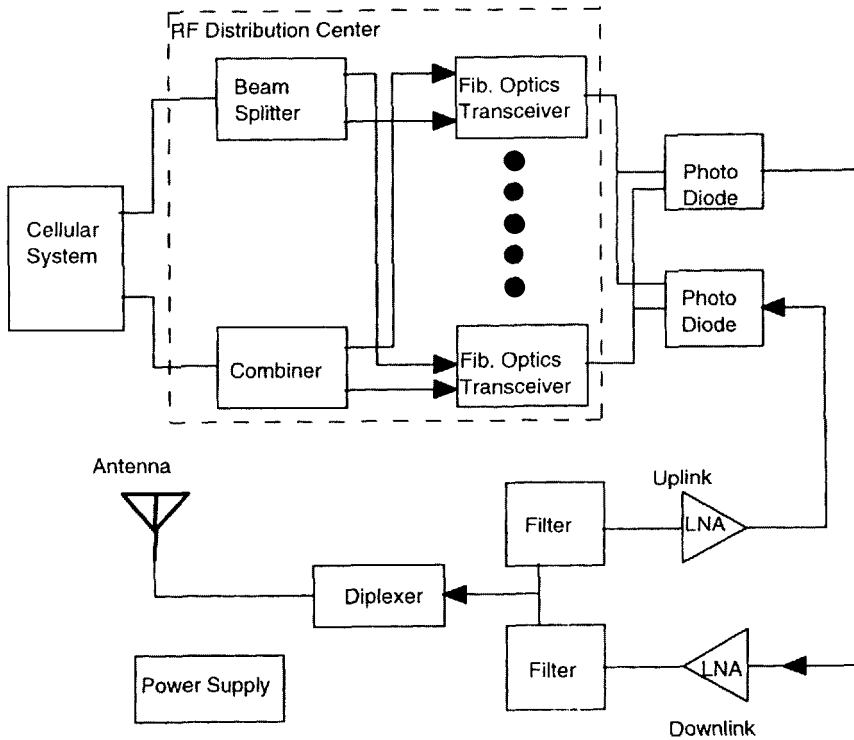 RF Distribution Center
Beam
Splitter
Fib. Optics
Transceiver
Photo
Diode
Cellular
System
Photo
Diode
Combiner
Fib. Optics
Transceiver
Antenna
Uplink
Filter
LNA
Diplexer
Filter
LNA
Power Supply
Downlink